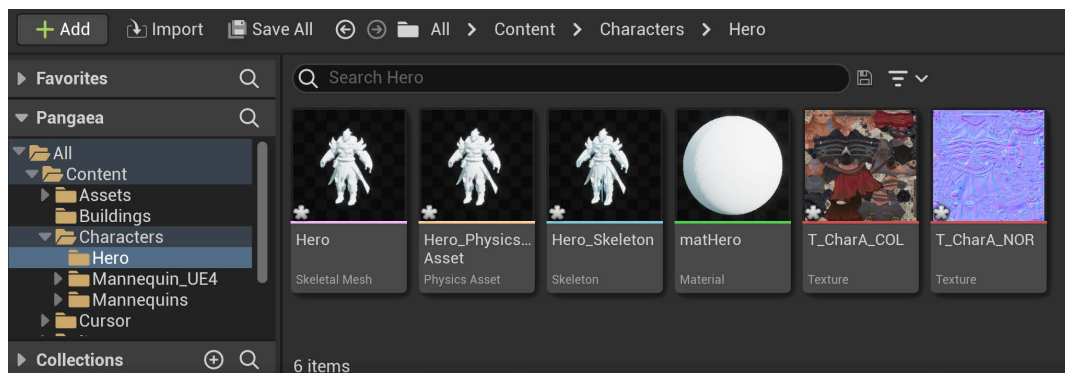 Add Import Save All All > Content > Characters > Hero
Favorites
Search Hero
Pangaea
All
Content
Assets
Buildings
Characters
Hero
Mannequin_UE4
Mannequins
Cursor
Collections
Hero
Skeletal Mesh
Hero_Physics...
Asset
Physics Asset
Hero_Skeleton
Skeleton
matHero
Material
T_CharA_COL
Texture
T_CharA_NOR
Texture
6 items